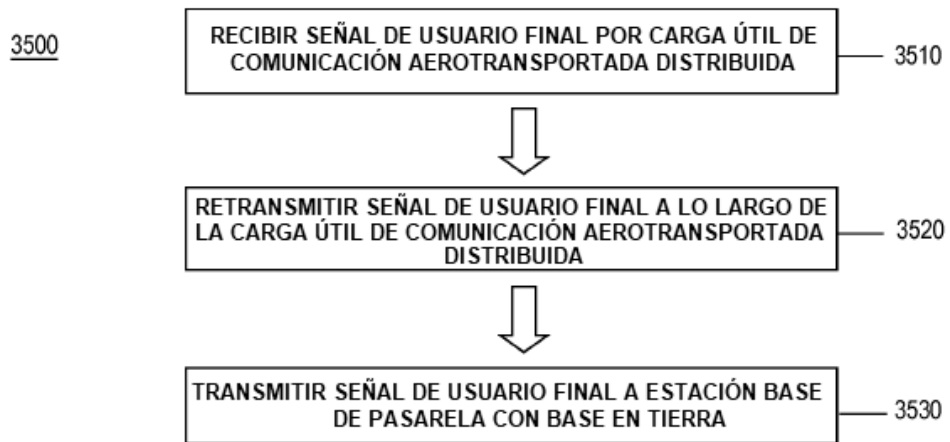 3500
RECIBIR SEÑAL DE USUARIO FINAL POR CARGA ÚTIL DE
COMUNICACIÓN AEROTRANSPORTADA DISTRIBUIDA
3510
RETRANSMITIR SEÑAL DE USUARIO FINAL A LO LARGO DE
LA CARGA ÚTIL DE COMUNICACIÓN AEROTRANSPORTADA
DISTRIBUIDA
3520
TRANSMITIR SEÑAL DE USUARIO FINAL A ESTACIÓN BASE
DE PASARELA CON BASE EN TIERRA
3530